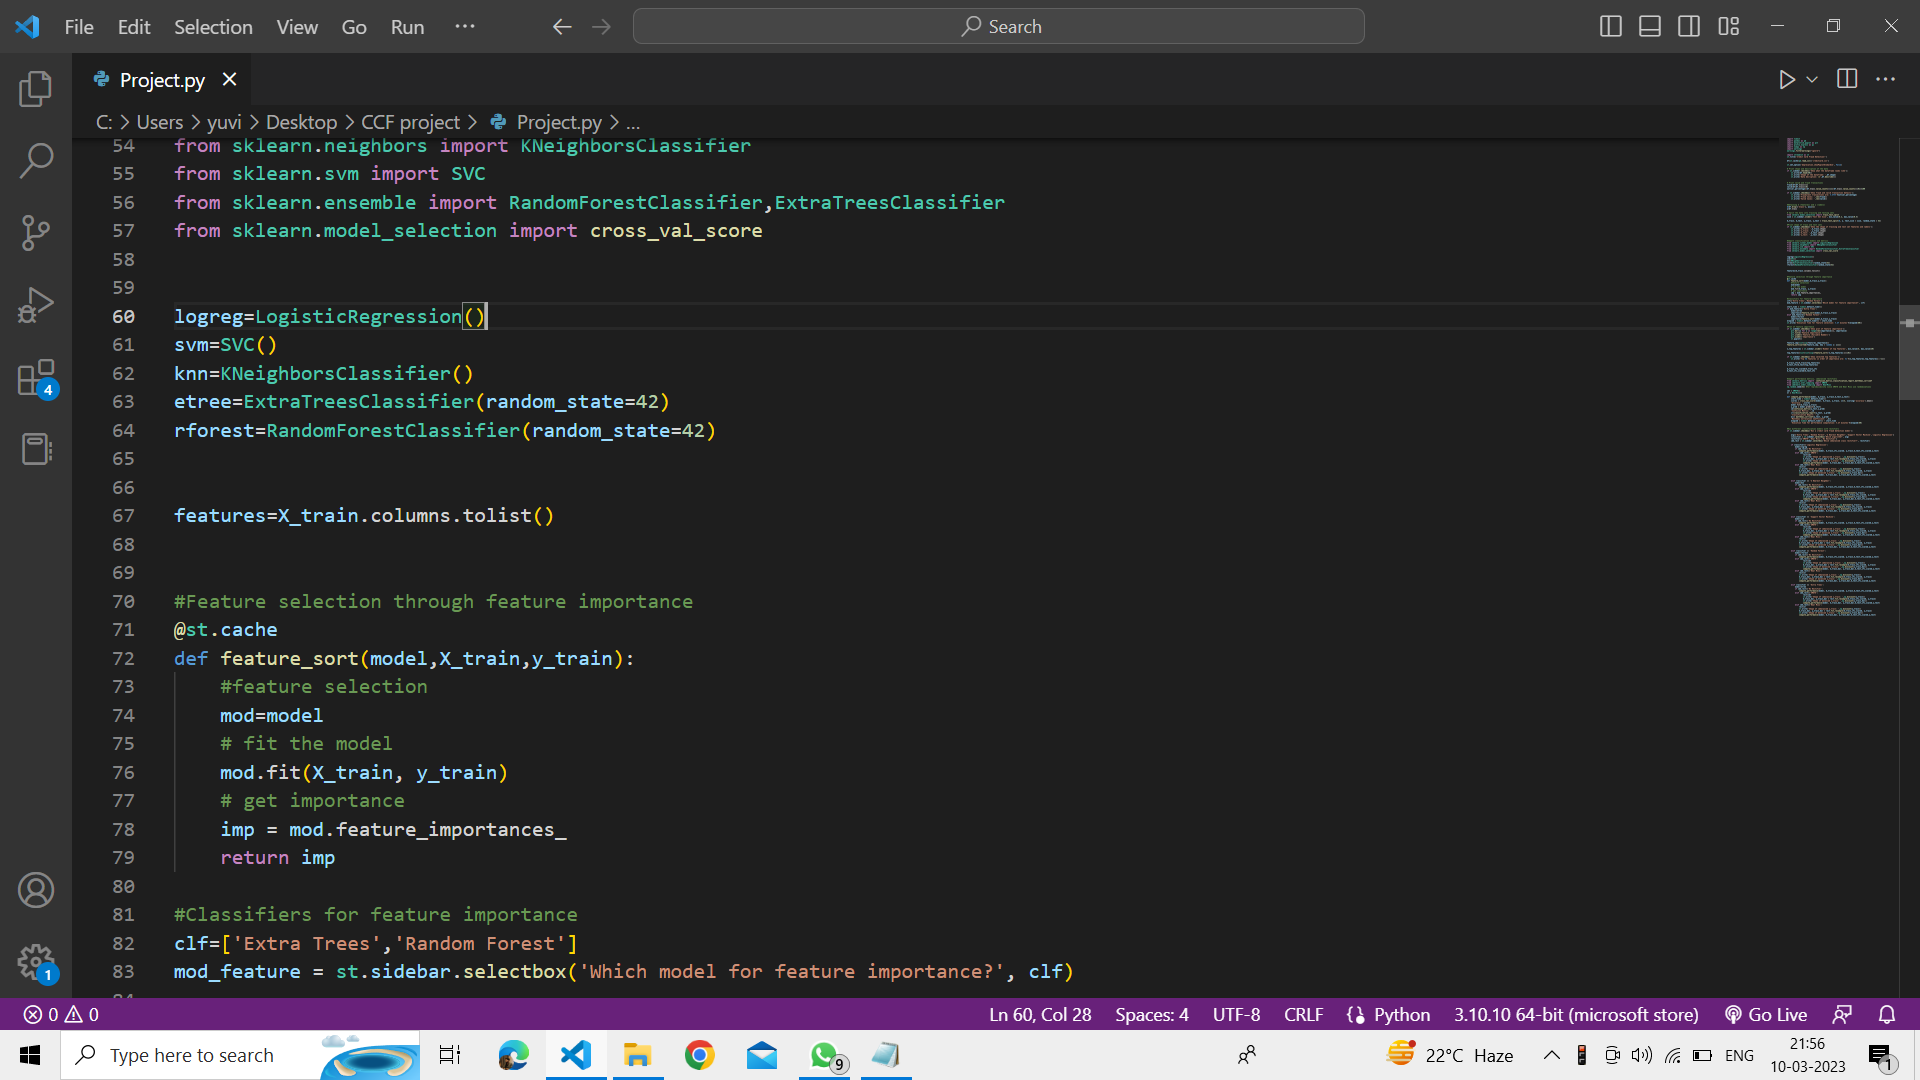 File Edit Selection View Go Run ··· Search
Project.py
C: > Users > yuvi > Desktop > CCF project > Project.py > ...
54 from sklearn.neighbors import KNeighborsClassifier
55 from sklearn.svm import SVC
56 from sklearn.ensemble import RandomForestClassifier,ExtraTreesClassifier
57 from sklearn.model_selection import cross_val_score
58
59
60 logreg=LogisticRegression()
61 svm=SVC()
62 knn=KNeighborsClassifier()
63 etree=ExtraTreesClassifier(random_state=42)
64 rforest=RandomForestClassifier(random_state=42)
65
66
67 features=X_train.columns.tolist()
68
69
70 #Feature selection through feature importance
71 @st.cache
72 def feature_sort(model,X_train,y_train):
73 #feature selection
74 mod=model
75 # fit the model
76 mod.fit(X_train, y_train)
77 # get importance
78 imp = mod.feature_importances_
79 return imp
80
81 #Classifiers for feature importance
82 clf=['Extra Trees','Random Forest']
83 mod_feature = st.sidebar.selectbox('Which model for feature importance?', clf)
4
1
0 0 Ln 60, Col 28 Spaces: 4 UTF-8 CRLF Python 3.10.10 64-bit (microsoft store) Go Live
Type here to search 9 22°C Haze ENG 21:56
10-03-2023 1